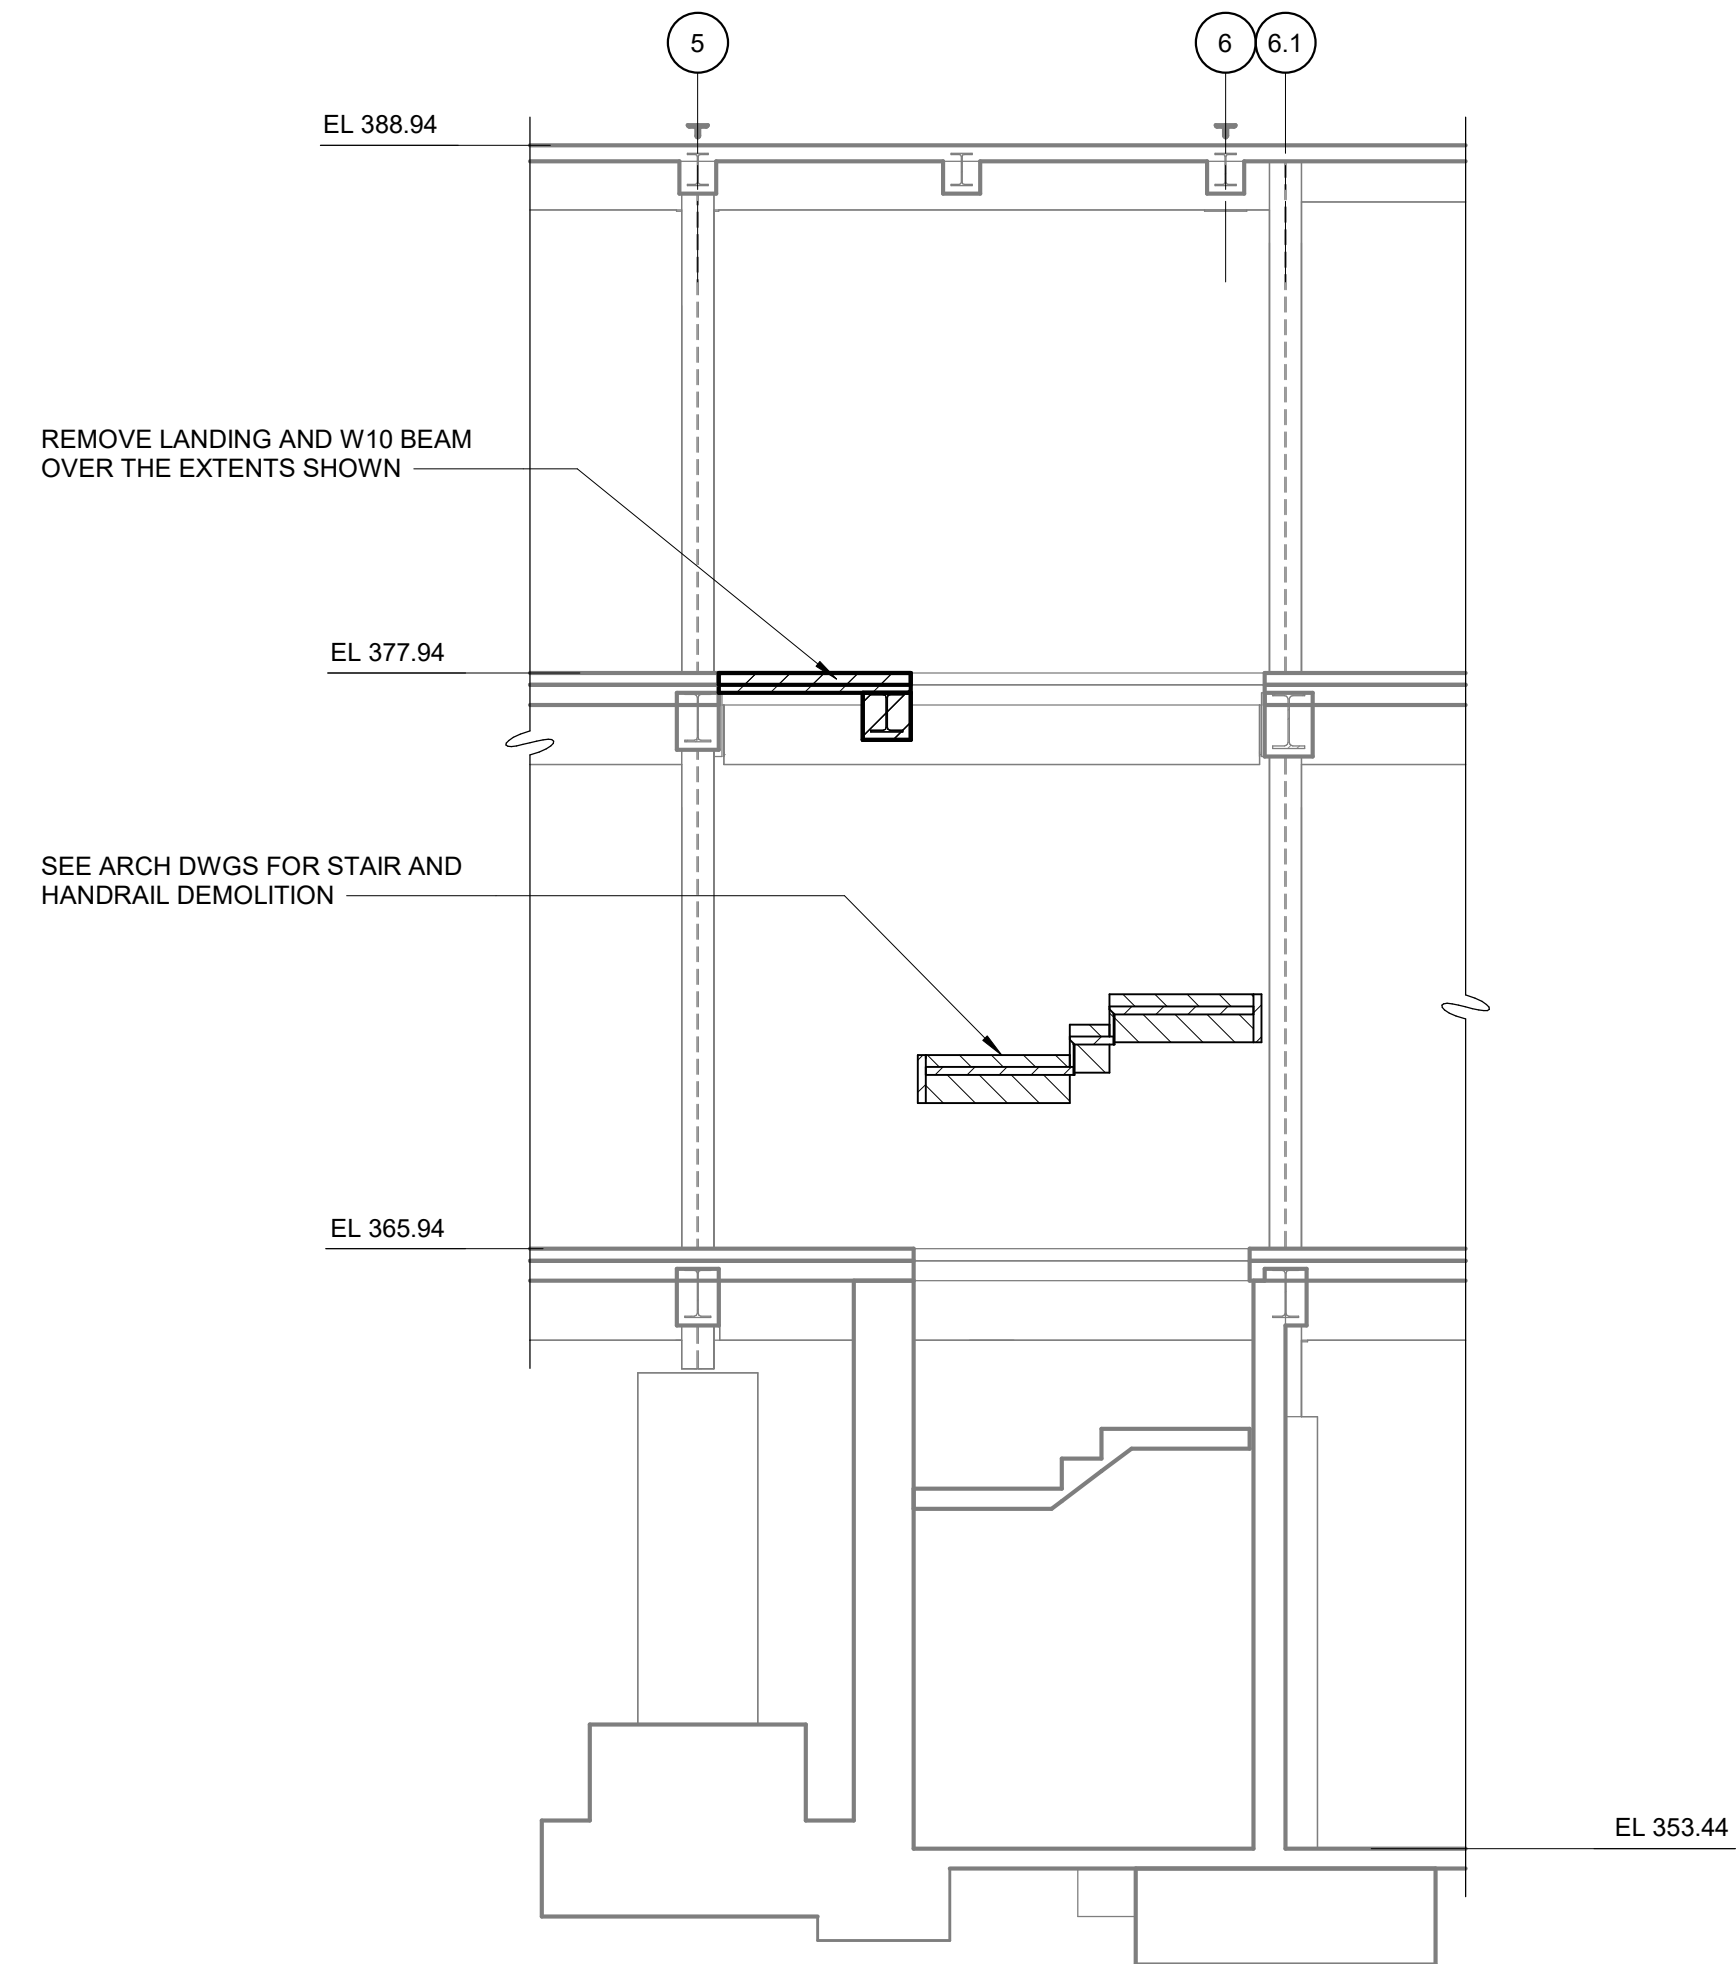 5
6
6.1
EL 388.94
REMOVE LANDING AND W10 BEAM
OVER THE EXTENTS SHOWN
EL 377.94
SEE ARCH DWGS FOR STAIR AND
HANDRAIL DEMOLITION
EL 365.94
EL 353.44